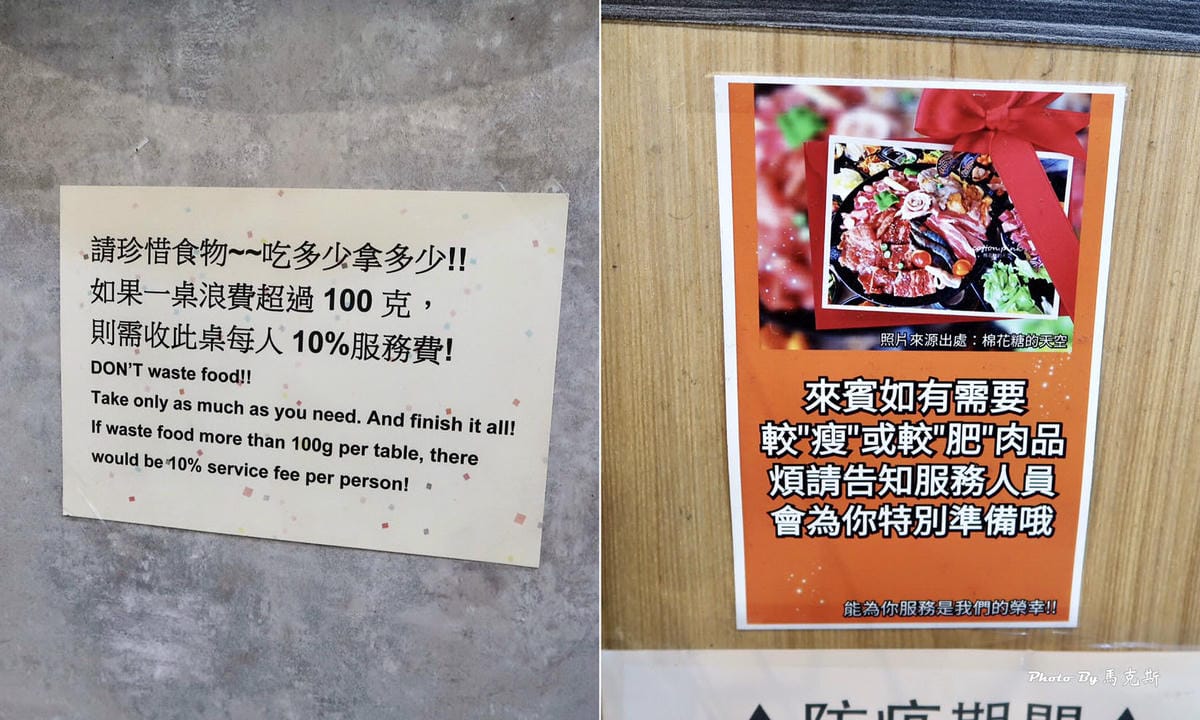 請珍惜食物~~吃多少拿多少!!
如果一桌浪費超過 100 克，
則需收此桌每人 10%服務費!
DON'T waste food!!
Take only as much as you need. And finish it all!
If waste food more than 100g per table, there
would be 10% service fee per person!
cotton.pink
照片來源出處：棉花糖的天空
來賓如有需要
較"瘦"或較"肥"肉品
煩請告知服務人員
會為你特別準備哦
能為你服務是我們的榮幸!!
Photo By 馬克斯
防疫期間